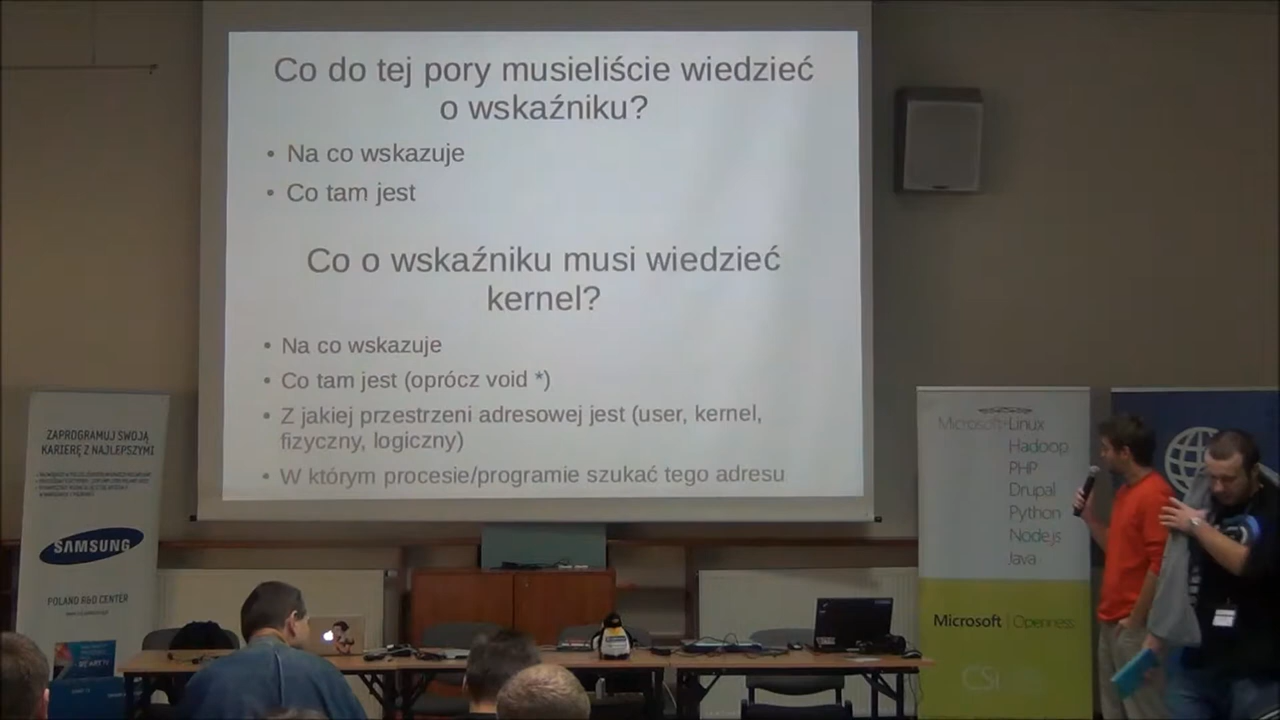 Co do tej pory musieliście wiedzieć
o wskaźniku?
• Na co wskazuje
• Co tam jest
Co o wskaźniku musi wiedzieć
kernel?
• Na co wskazuje
• Co tam jest (oprócz void *)
• Z jakiej przestrzeni adresowej jest (user, kernel,
fizyczny, logiczny)
• W którym procesie/programie szukać tego adresu
ZAPROGRAMUJ SWOJĄ
KARIERĘ Z NAJLEPSZYMI
SAMSUNG
POLAND R&D CENTER
Microsoft+Linux
Hadoop
PHP
Drupal
Python
Node.js
Java
Microsoft | Openness